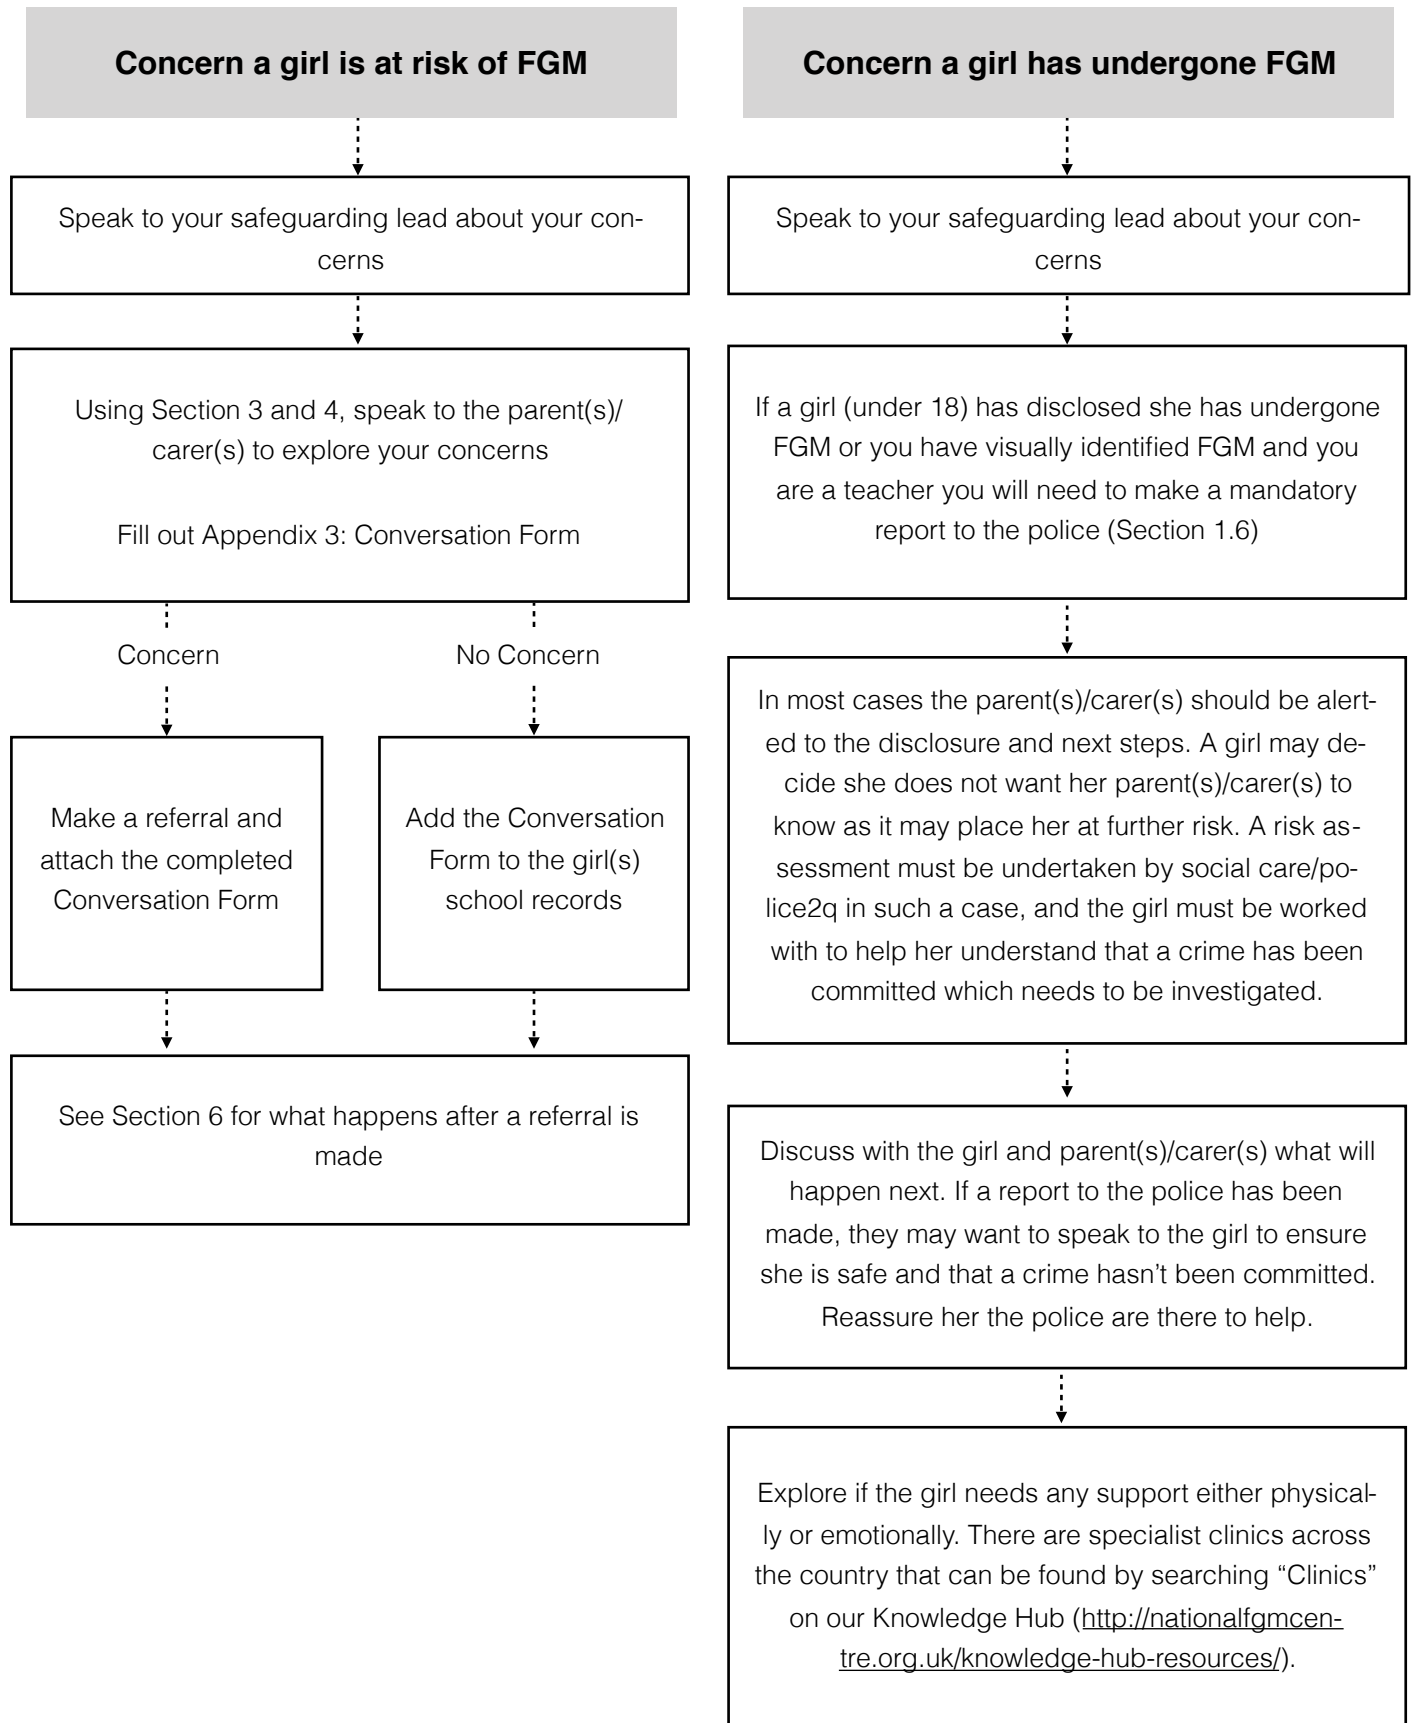 Concern a girl is at risk of FGM
Speak to your safeguarding lead about your con-
cerns
Using Section 3 and 4, speak to the parent(s)/
carer(s) to explore your concerns
Fill out Appendix 3: Conversation Form
Concern
No Concern
Make a referral and
attach the completed
Conversation Form
Add the Conversation
Form to the girl(s)
school records
See Section 6 for what happens after a referral is
made
Concern a girl has undergone FGM
Speak to your safeguarding lead about your con-
cerns
If a girl (under 18) has disclosed she has undergone
FGM or you have visually identified FGM and you
are a teacher you will need to make a mandatory
report to the police (Section 1.6)
In most cases the parent(s)/carer(s) should be alert-
ed to the disclosure and next steps. A girl may de-
cide she does not want her parent(s)/carer(s) to
know as it may place her at further risk. A risk as-
sessment must be undertaken by social care/po-
lice2q in such a case, and the girl must be worked
with to help her understand that a crime has been
committed which needs to be investigated.
Discuss with the girl and parent(s)/carer(s) what will
happen next. If a report to the police has been
made, they may want to speak to the girl to ensure
she is safe and that a crime hasn't been committed.
Reassure her the police are there to help.
Explore if the girl needs any support either physical-
ly or emotionally. There are specialist clinics across
the country that can be found by searching “Clinics”
on our Knowledge Hub (http://nationalfgmcen-
tre.org.uk/knowledge-hub-resources/).